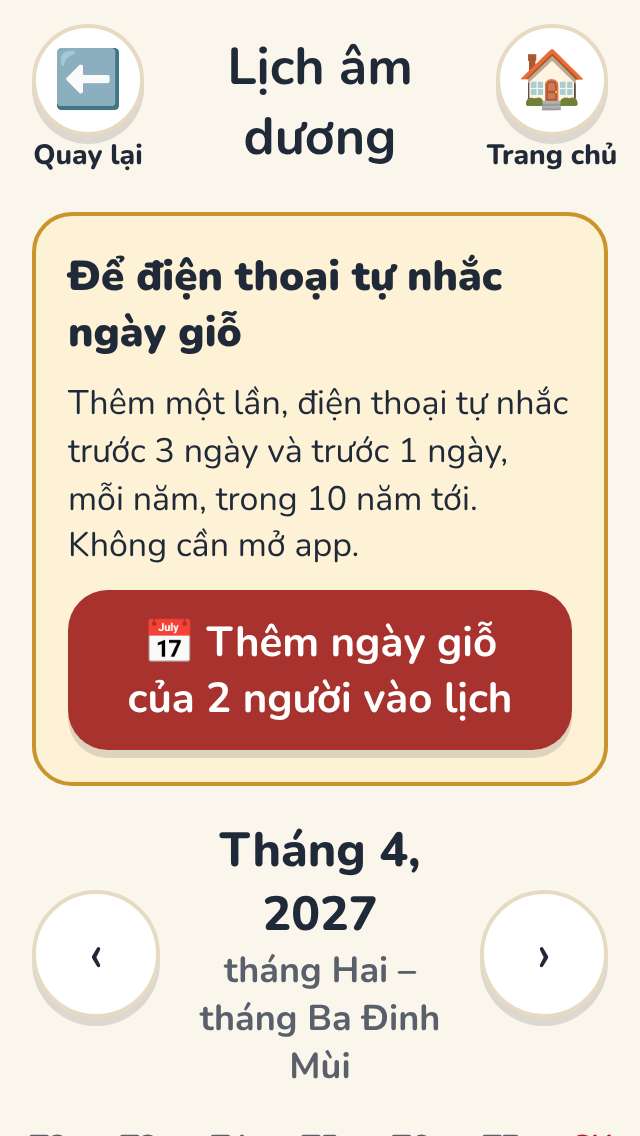 Lịch âm
dương
Quay lại
Trang chủ
Để điện thoại tự nhắc
ngày giỗ
Thêm một lần, điện thoại tự nhắc
trước 3 ngày và trước 1 ngày,
mỗi năm, trong 10 năm tới.
Không cần mở app.
July
17
Thêm ngày giỗ
của 2 người vào lịch
Tháng 4,
2027
‹
›
tháng Hai –
tháng Ba Đinh
Mùi